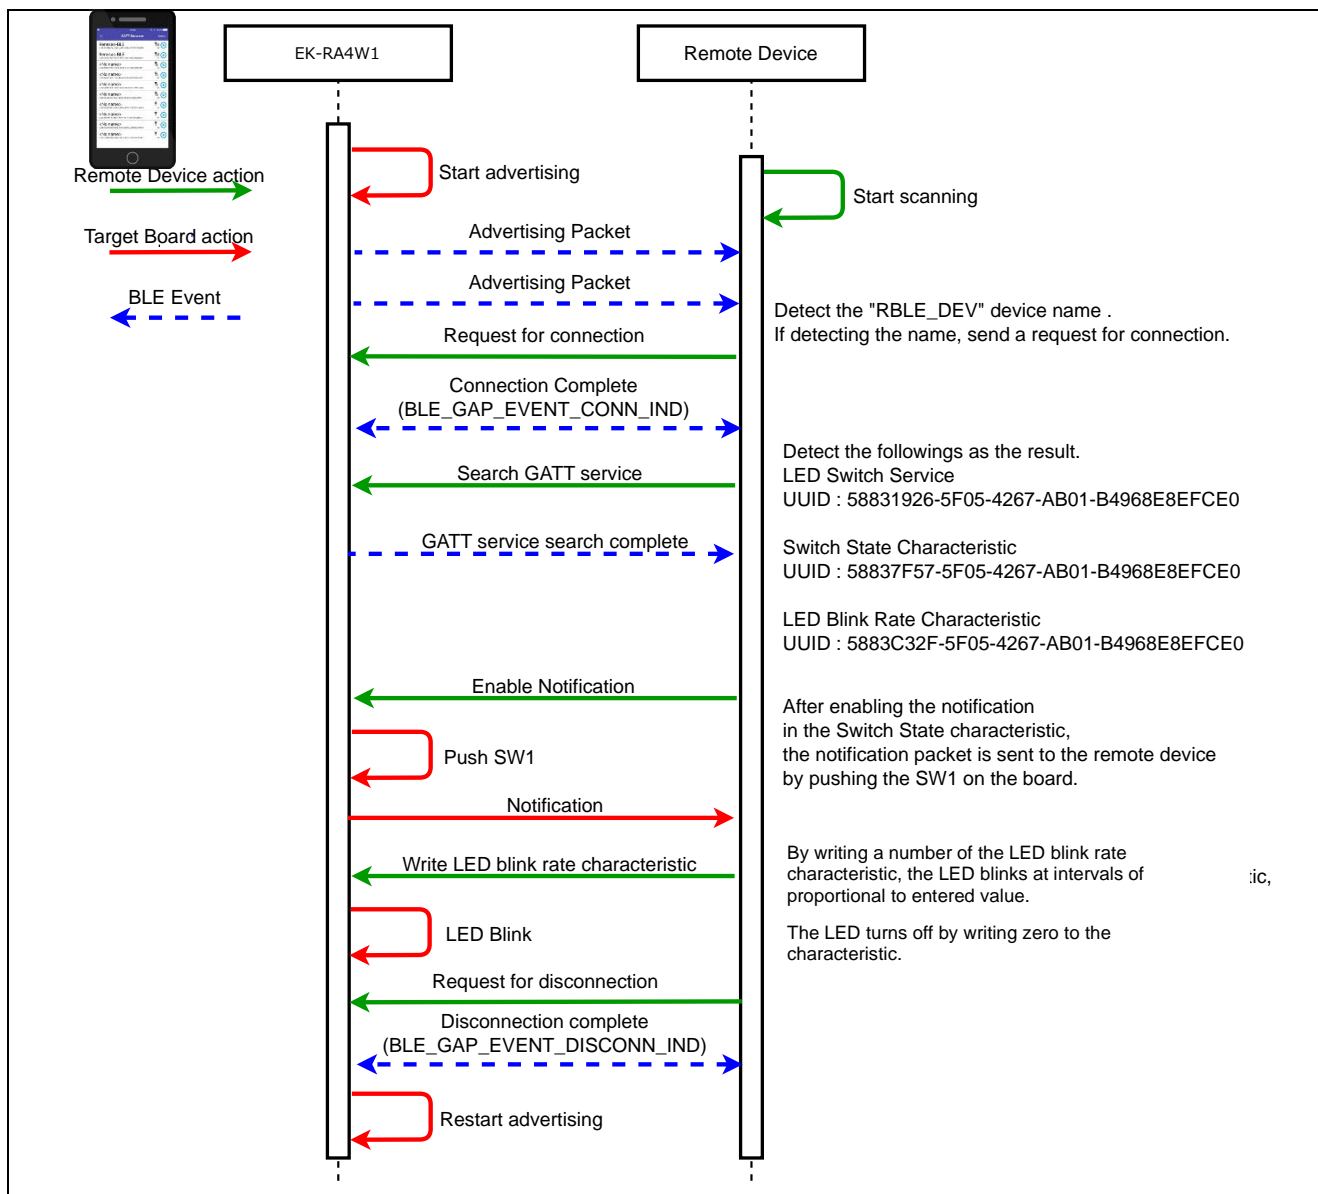 EK-RA4W1
Remote Device
Remote Device action
Target Board action
BLE Event
Start advertising
Start scanning
Advertising Packet
Advertising Packet
Detect the "RBLE_DEV" device name .
If detecting the name, send a request for connection.
Request for connection
Connection Complete
(BLE_GAP_EVENT_CONN_IND)
Detect the followings as the result.
LED Switch Service
UUID : 58831926-5F05-4267-AB01-B4968E8EFCE0
Search GATT service
GATT service search complete
Switch State Characteristic
UUID : 58837F57-5F05-4267-AB01-B4968E8EFCE0
LED Blink Rate Characteristic
UUID : 5883C32F-5F05-4267-AB01-B4968E8EFCE0
Enable Notification
After enabling the notification
in the Switch State characteristic,
the notification packet is sent to the remote device
by pushing the SW1 on the board.
Push SW1
Notification
Write LED blink rate characteristic
By writing a number of the LED blink rate
characteristic, the LED blinks at intervals of
tic,
proportional to entered value.
The LED turns off by writing zero to the
characteristic.
LED Blink
Request for disconnection
Disconnection complete
(BLE_GAP_EVENT_DISCONN_IND)
Restart advertising